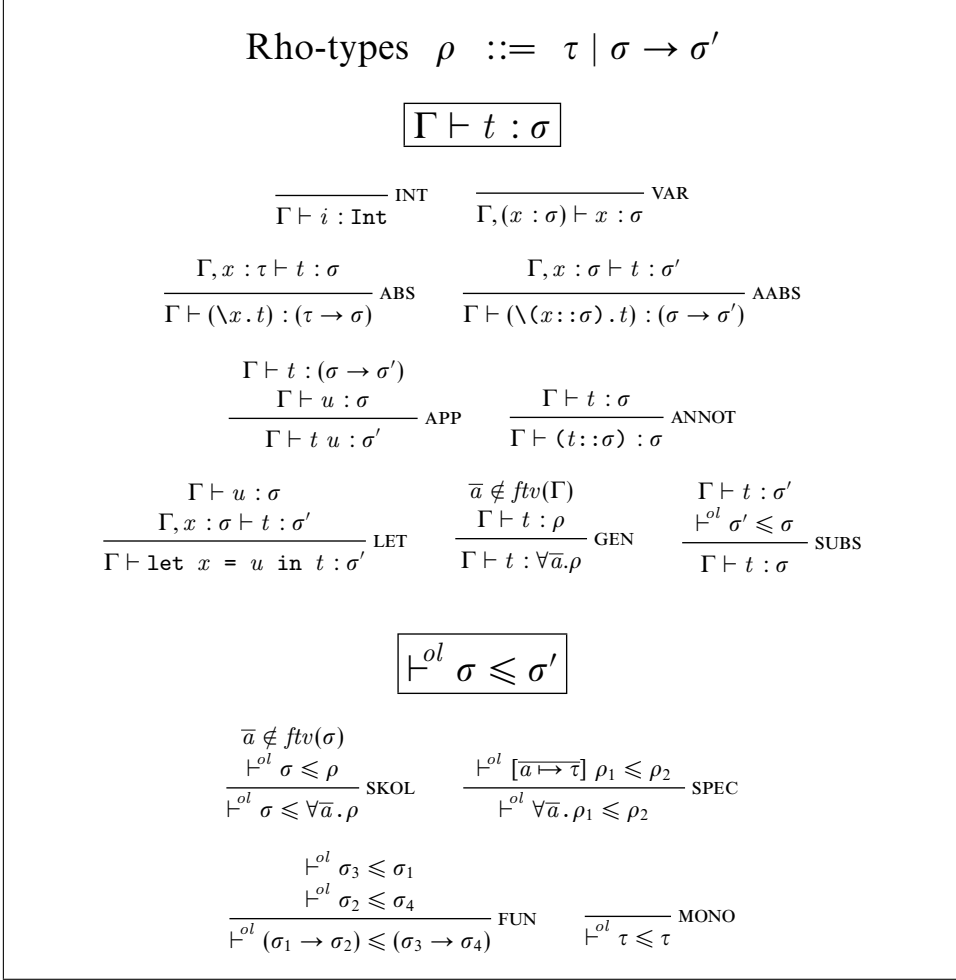 Rho-types ρ ::= τ | σ → σ′
Γ ⊢ t : σ
INT VAR
Γ ⊢ i : Int Γ, (x : σ) ⊢ x : σ
Γ, x : τ ⊢ t : σ Γ, x : σ ⊢ t : σ′
ABS AABS
Γ ⊢ (\x.t) : (τ → σ) Γ ⊢ (\(x::σ).t) : (σ → σ′)
Γ ⊢ t : (σ → σ′)
Γ ⊢ u : σ Γ ⊢ t : σ
APP ANNOT
Γ ⊢ t u : σ′ Γ ⊢ (t::σ) : σ
Γ ⊢ u : σ a̅ ∉ ftv(Γ) Γ ⊢ t : σ′
Γ, x : σ ⊢ t : σ′ Γ ⊢ t : ρ ⊢ᵒˡ σ′ ⩽ σ
LET GEN SUBS
Γ ⊢ let x = u in t : σ′ Γ ⊢ t : ∀a̅.ρ Γ ⊢ t : σ
⊢ᵒˡ σ ⩽ σ′
a̅ ∉ ftv(σ)
⊢ᵒˡ σ ⩽ ρ ⊢ᵒˡ [a̅ ↦ τ̅] ρ₁ ⩽ ρ₂
SKOL SPEC
⊢ᵒˡ σ ⩽ ∀a̅.ρ ⊢ᵒˡ ∀a̅.ρ₁ ⩽ ρ₂
⊢ᵒˡ σ₃ ⩽ σ₁
⊢ᵒˡ σ₂ ⩽ σ₄
FUN MONO
⊢ᵒˡ (σ₁ → σ₂) ⩽ (σ₃ → σ₄) ⊢ᵒˡ τ ⩽ τ